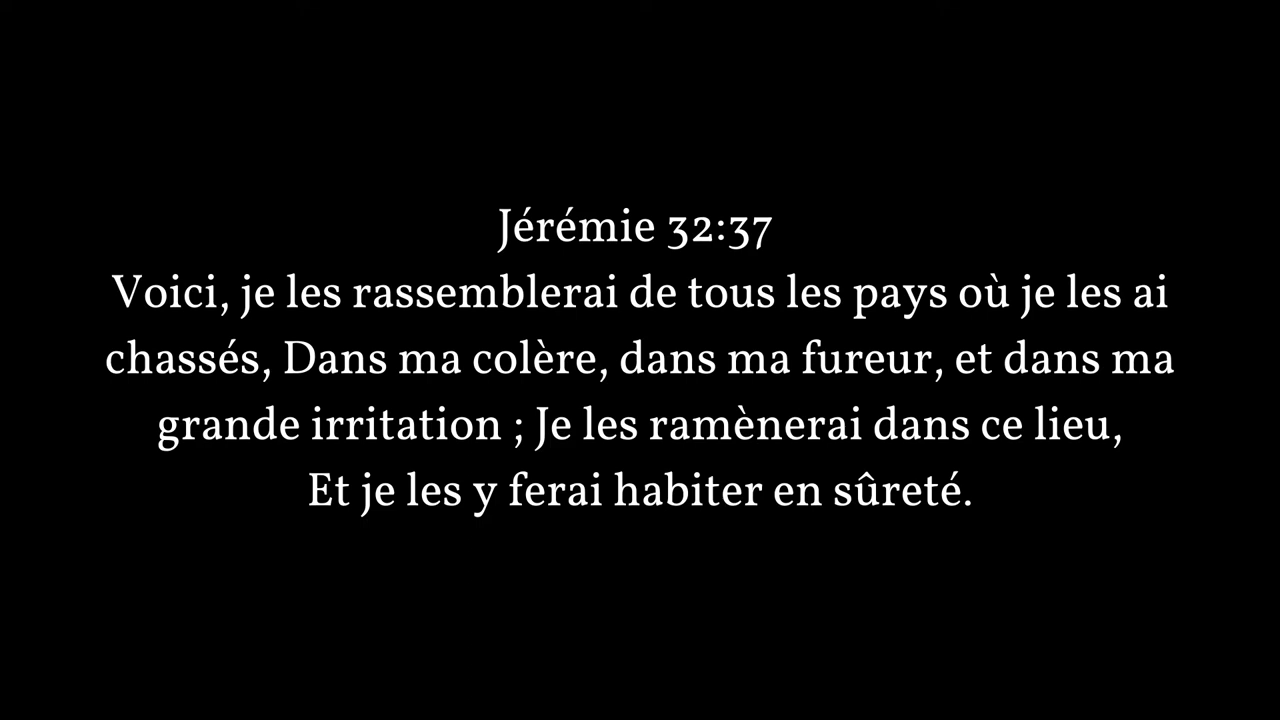 Jérémie 32:37
Voici, je les rassemblerai de tous les pays où je les ai
chassés, Dans ma colère, dans ma fureur, et dans ma
grande irritation ; Je les ramènerai dans ce lieu,
Et je les y ferai habiter en sûreté.